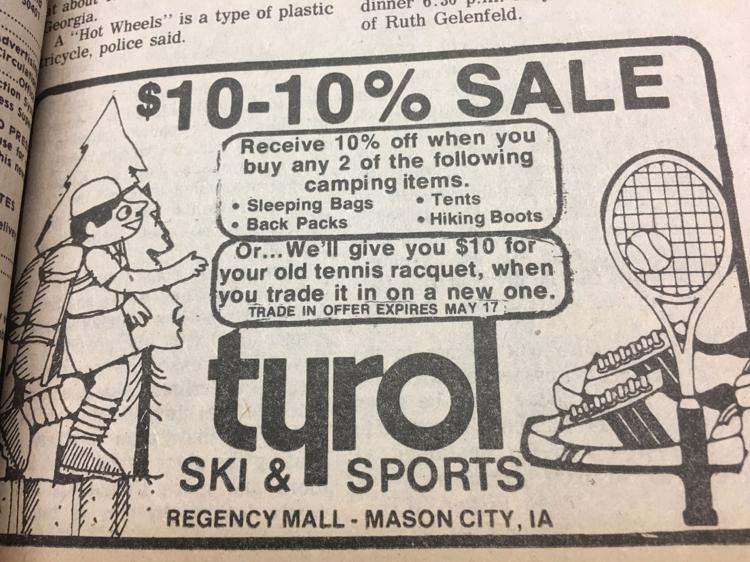 Georgia.
A "Hot Wheels" is a type of plastic
tricycle, police said.
of Ruth Gelenfeld.
$10-10% SALE
Receive 10% off when you
buy any 2 of the following
camping items.
• Sleeping Bags • Tents
• Back Packs • Hiking Boots
Or...We'll give you $10 for
your old tennis racquet, when
you trade it in on a new one.
TRADE IN OFFER EXPIRES MAY 17
tyrol
SKI & SPORTS
REGENCY MALL - MASON CITY, IA